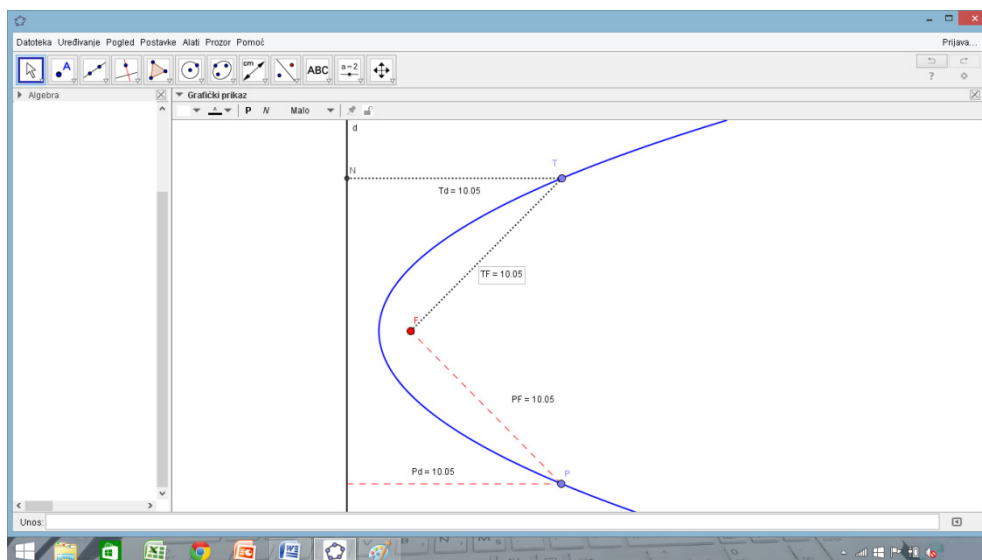 Datoteka Uređivanje Pogled Postavke Alati Prozor Pomoć Prijava...
cm ABC a=2
?
Algebra Grafički prikaz
A P N Malo
d
T
N
Td = 10.05
TF = 10.05
F
PF = 10.05
Pd = 10.05
P
Unos: